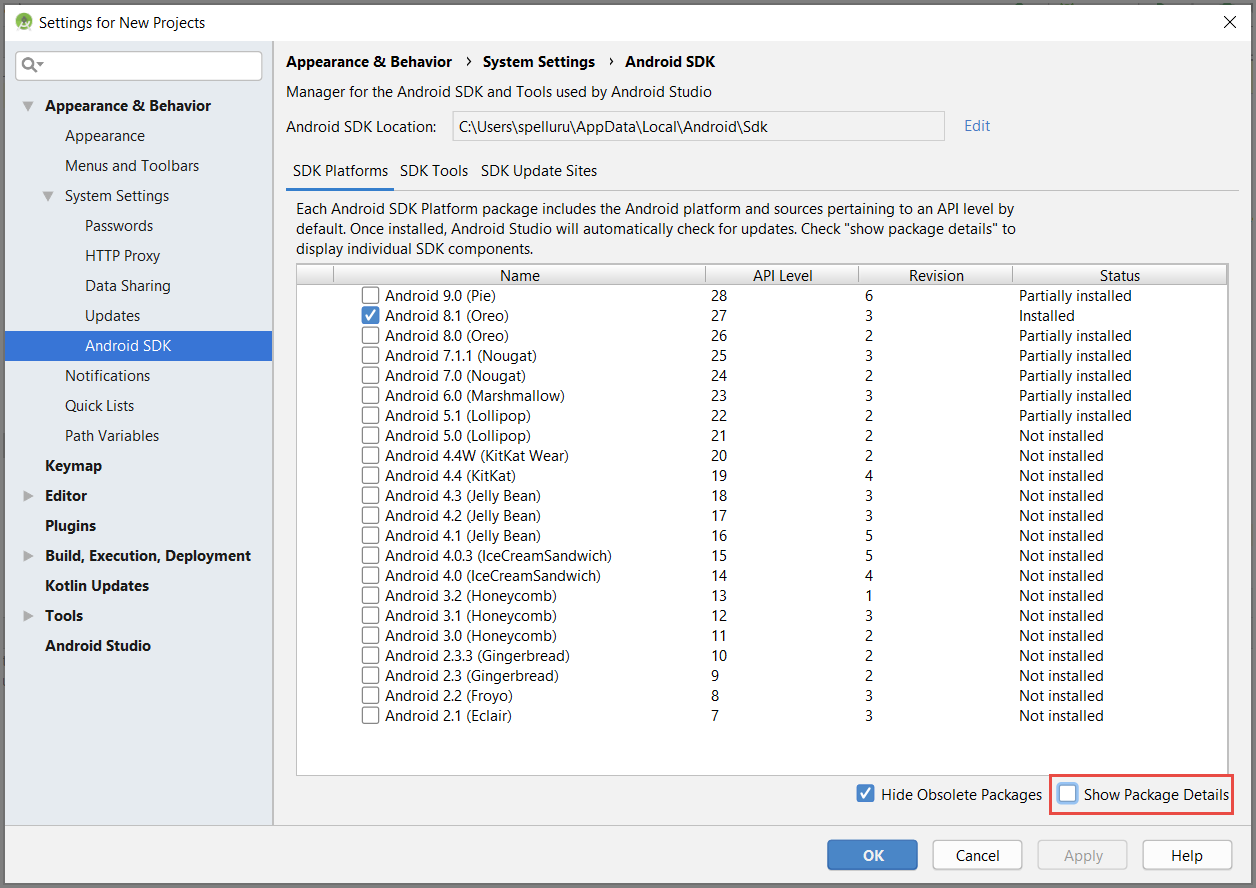 Settings for New Projects
Appearance & Behavior
Appearance
Menus and Toolbars
System Settings
Passwords
HTTP Proxy
Data Sharing
Updates
Android SDK
Notifications
Quick Lists
Path Variables
Keymap
Editor
Plugins
Build, Execution, Deployment
Kotlin Updates
Tools
Android Studio
Appearance & Behavior › System Settings › Android SDK
Manager for the Android SDK and Tools used by Android Studio
Android SDK Location: C:\Users\spelluru\AppData\Local\Android\Sdk Edit
SDK Platforms SDK Tools SDK Update Sites
Each Android SDK Platform package includes the Android platform and sources pertaining to an API level by
default. Once installed, Android Studio will automatically check for updates. Check "show package details" to
display individual SDK components.
Name API Level Revision Status
Android 9.0 (Pie) 28 6 Partially installed
Android 8.1 (Oreo) 27 3 Installed
Android 8.0 (Oreo) 26 2 Partially installed
Android 7.1.1 (Nougat) 25 3 Partially installed
Android 7.0 (Nougat) 24 2 Partially installed
Android 6.0 (Marshmallow) 23 3 Partially installed
Android 5.1 (Lollipop) 22 2 Partially installed
Android 5.0 (Lollipop) 21 2 Not installed
Android 4.4W (KitKat Wear) 20 2 Not installed
Android 4.4 (KitKat) 19 4 Not installed
Android 4.3 (Jelly Bean) 18 3 Not installed
Android 4.2 (Jelly Bean) 17 3 Not installed
Android 4.1 (Jelly Bean) 16 5 Not installed
Android 4.0.3 (IceCreamSandwich) 15 5 Not installed
Android 4.0 (IceCreamSandwich) 14 4 Not installed
Android 3.2 (Honeycomb) 13 1 Not installed
Android 3.1 (Honeycomb) 12 3 Not installed
Android 3.0 (Honeycomb) 11 2 Not installed
Android 2.3.3 (Gingerbread) 10 2 Not installed
Android 2.3 (Gingerbread) 9 2 Not installed
Android 2.2 (Froyo) 8 3 Not installed
Android 2.1 (Eclair) 7 3 Not installed
Hide Obsolete Packages Show Package Details
OK Cancel Apply Help